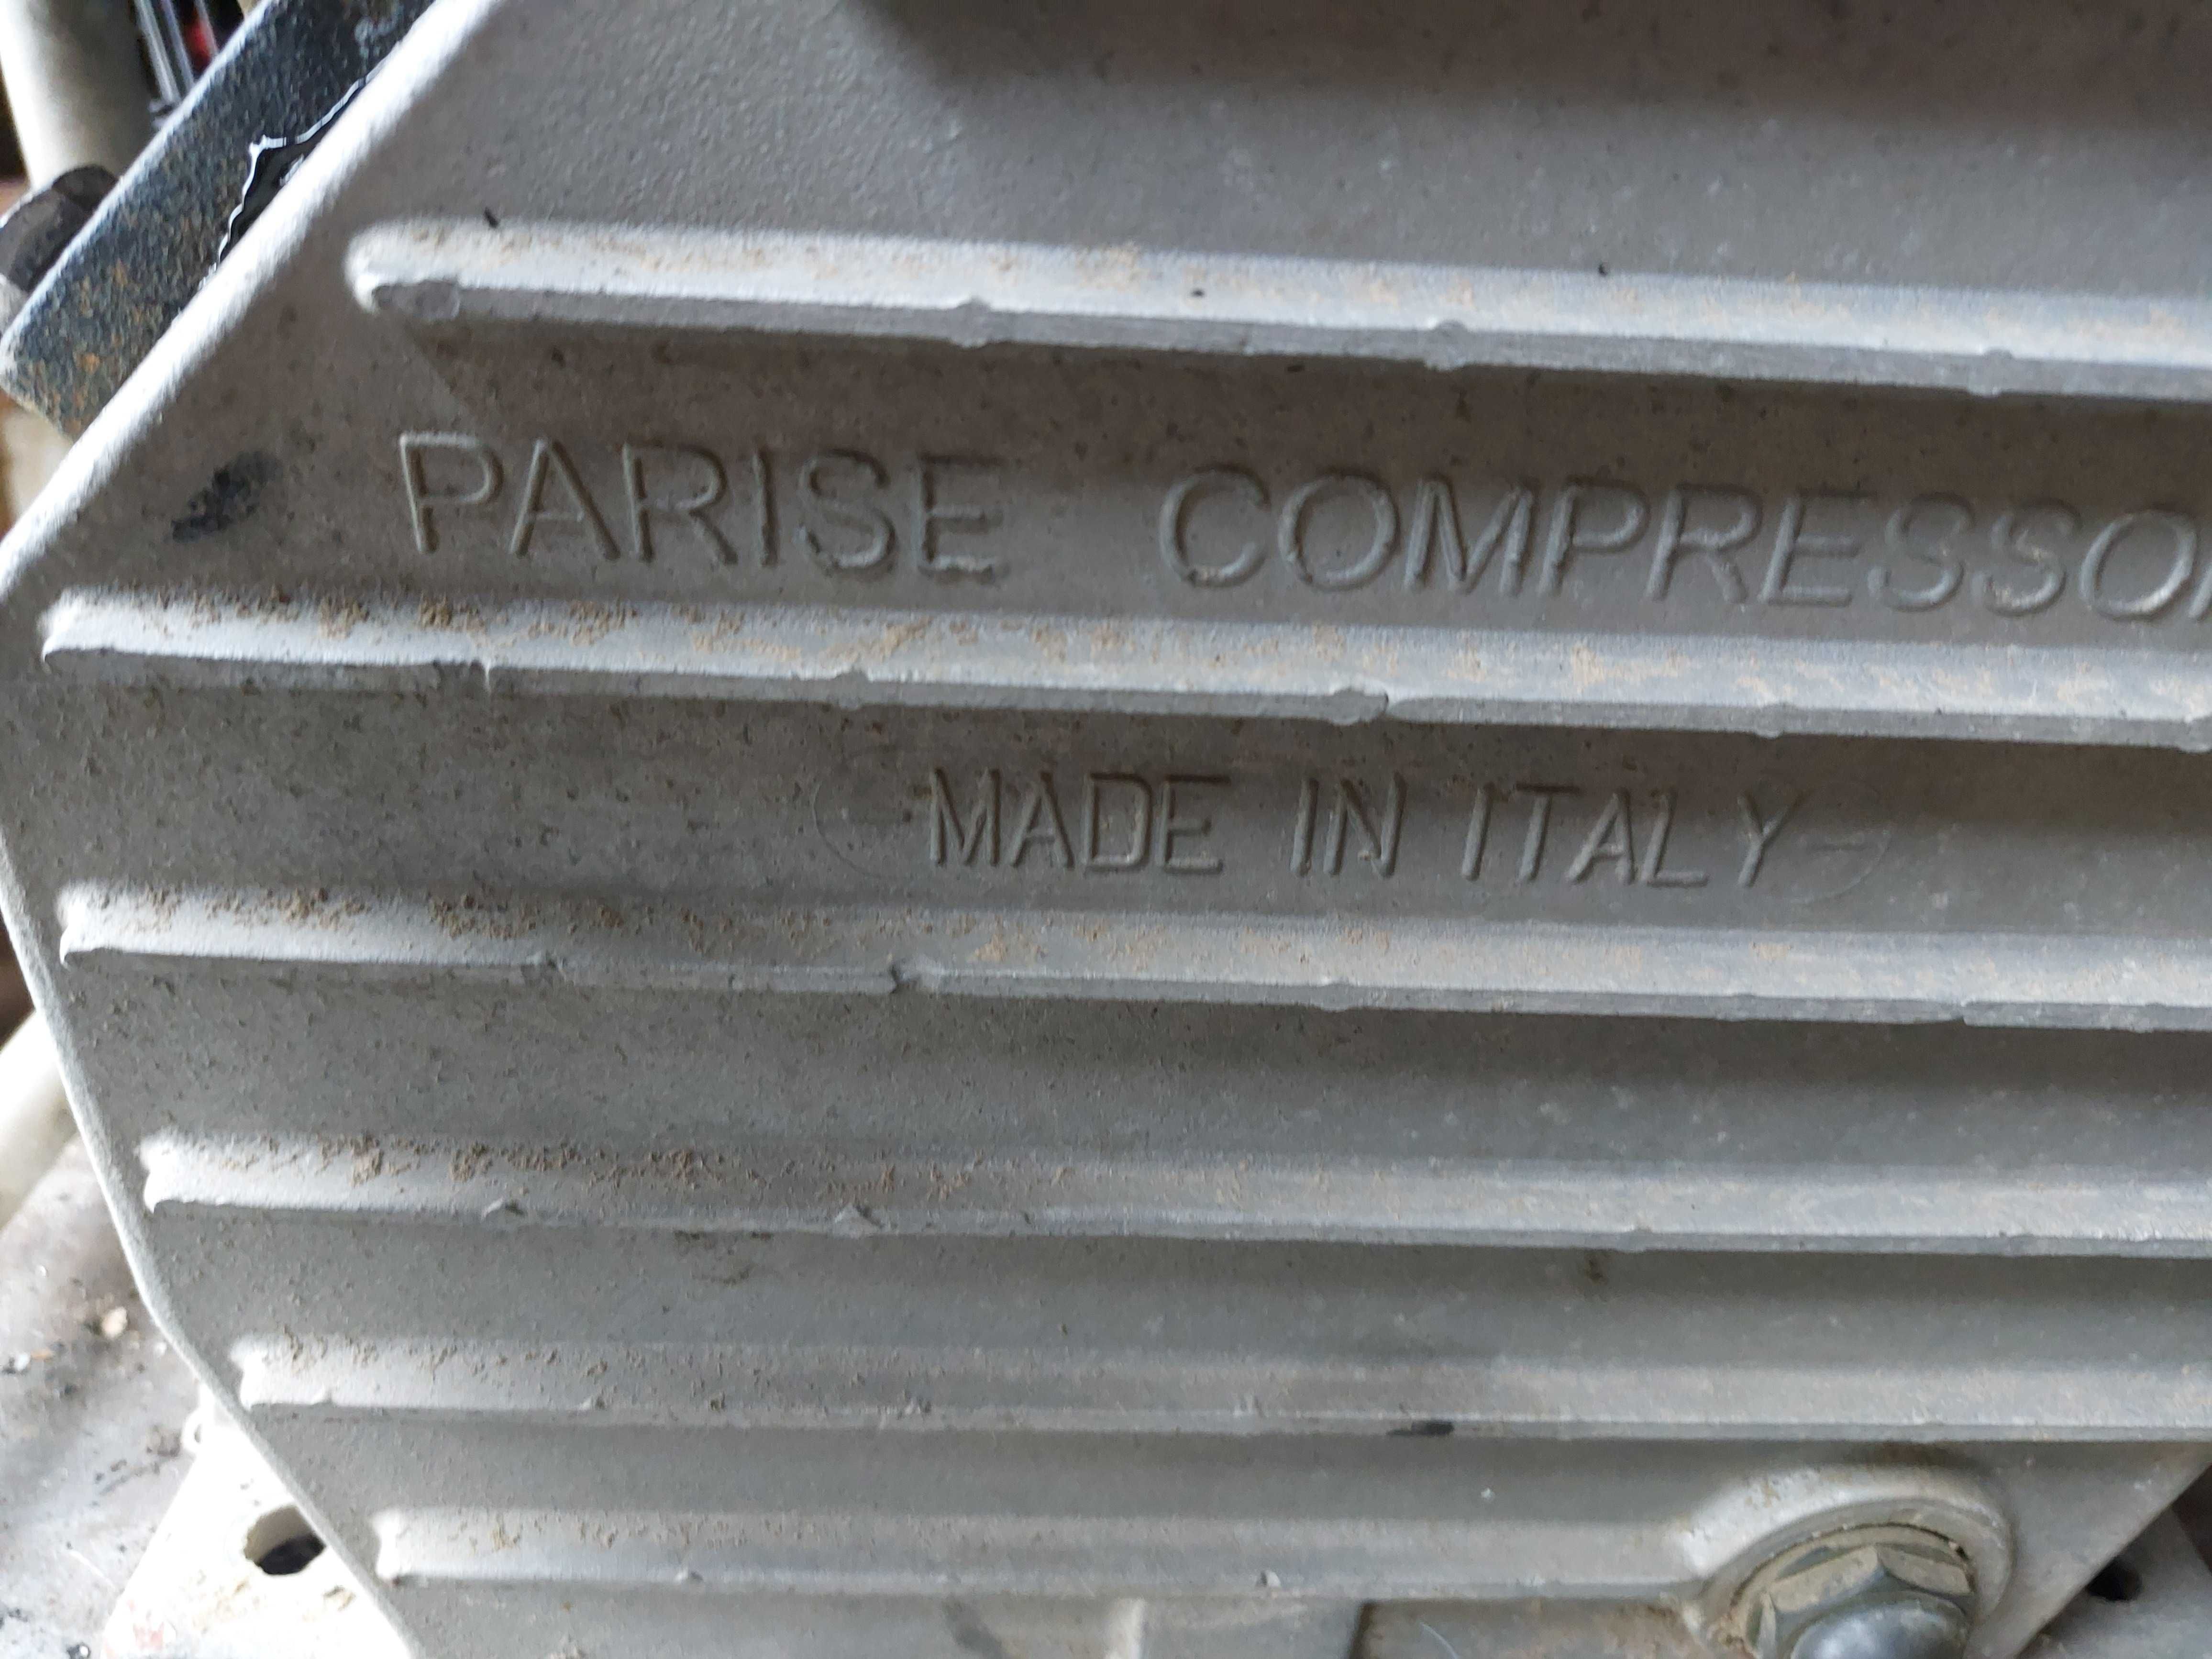 PARISE COMPRESSO
MADE IN ITALY